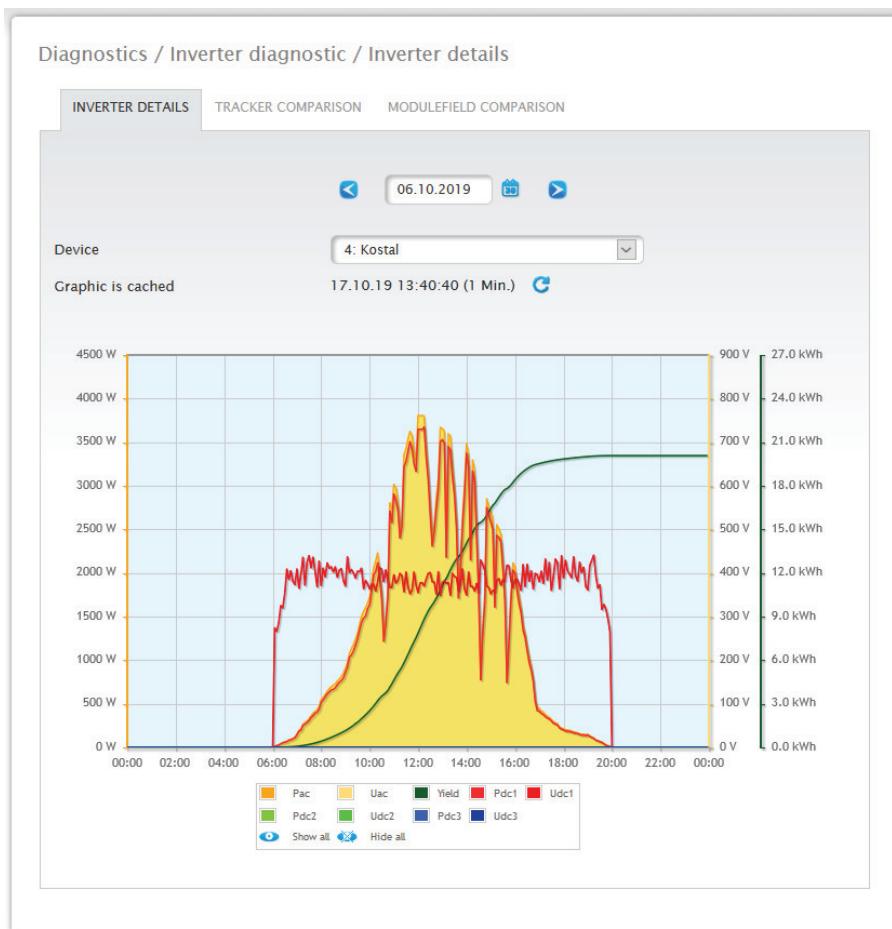 Diagnostics / Inverter diagnostic / Inverter details
INVERTER DETAILS TRACKER COMPARISON MODULEFIELD COMPARISON
06.10.2019 30
Device 4: Kostal
Graphic is cached 17.10.19 13:40:40 (1 Min.)
4500 W 900 V 27.0 kWh
4000 W 800 V 24.0 kWh
3500 W 700 V 21.0 kWh
3000 W 600 V 18.0 kWh
2500 W 500 V 15.0 kWh
2000 W 400 V 12.0 kWh
1500 W 300 V 9.0 kWh
1000 W 200 V 6.0 kWh
500 W 100 V 3.0 kWh
0 W 0 V 0.0 kWh
00:00 02:00 04:00 06:00 08:00 10:00 12:00 14:00 16:00 18:00 20:00 22:00 00:00
Pac Uac Yield Pdc1 Udc1
Pdc2 Udc2 Pdc3 Udc3
Show all Hide all